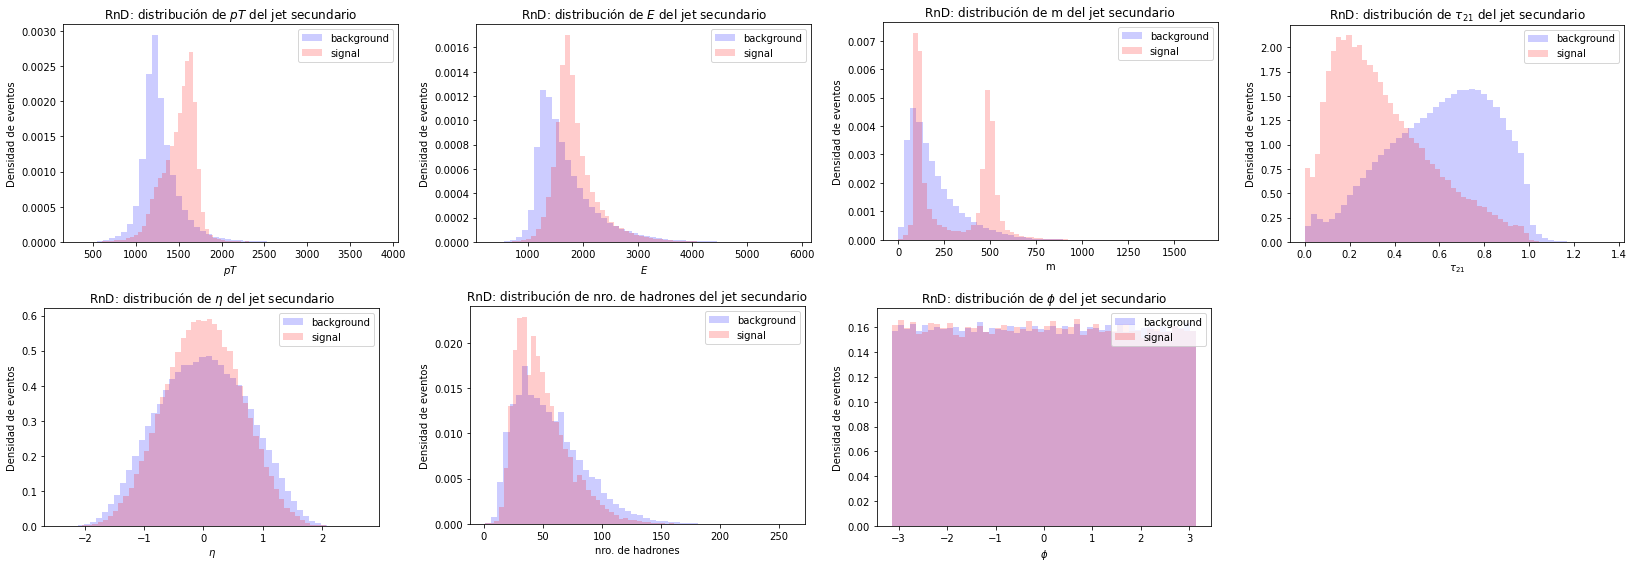 RnD: distribución de pT del jet secundario
Densidad de eventos
0.0030
0.0025
0.0020
0.0015
0.0010
0.0005
0.0000
background
signal
500 1000 1500 2000 2500 3000 3500 4000
pT
RnD: distribución de E del jet secundario
Densidad de eventos
0.0016
0.0014
0.0012
0.0010
0.0008
0.0006
0.0004
0.0002
0.0000
background
signal
1000 2000 3000 4000 5000 6000
E
RnD: distribución de m del jet secundario
Densidad de eventos
0.007
0.006
0.005
0.004
0.003
0.002
0.001
0.000
background
signal
0 250 500 750 1000 1250 1500
m
RnD: distribución de τ21 del jet secundario
Densidad de eventos
2.00
1.75
1.50
1.25
1.00
0.75
0.50
0.25
0.00
background
signal
0.0 0.2 0.4 0.6 0.8 1.0 1.2 1.4
τ21
RnD: distribución de η del jet secundario
Densidad de eventos
0.6
0.5
0.4
0.3
0.2
0.1
0.0
background
signal
−2 −1 0 1 2
η
RnD: distribución de nro. de hadrones del jet secundario
Densidad de eventos
0.020
0.015
0.010
0.005
0.000
background
signal
0 50 100 150 200 250
nro. de hadrones
RnD: distribución de ϕ del jet secundario
Densidad de eventos
0.16
0.14
0.12
0.10
0.08
0.06
0.04
0.02
0.00
background
signal
−3 −2 −1 0 1 2 3
ϕ